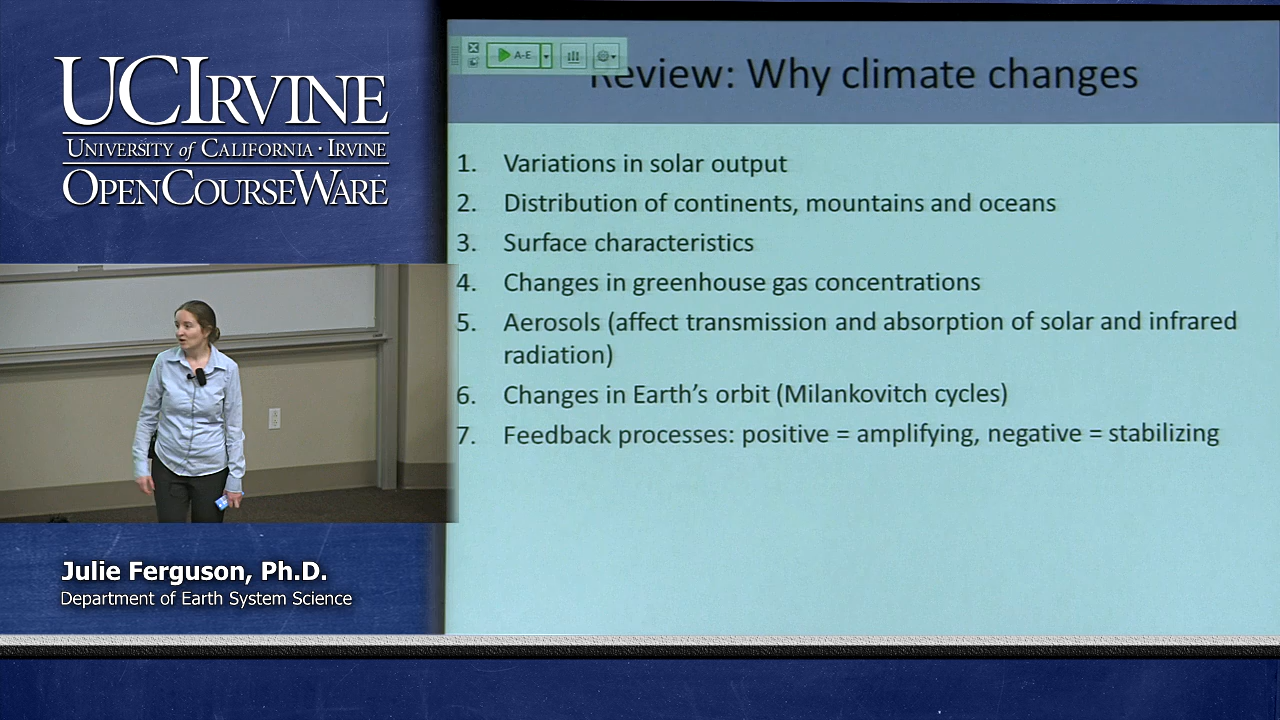 UCIRVINE
UNIVERSITY of CALIFORNIA · IRVINE
OPENCOURSEWARE
A-E
Review: Why climate changes
1. Variations in solar output
2. Distribution of continents, mountains and oceans
3. Surface characteristics
4. Changes in greenhouse gas concentrations
5. Aerosols (affect transmission and absorption of solar and infrared
radiation)
6. Changes in Earth’s orbit (Milankovitch cycles)
7. Feedback processes: positive = amplifying, negative = stabilizing
Julie Ferguson, Ph.D.
Department of Earth System Science